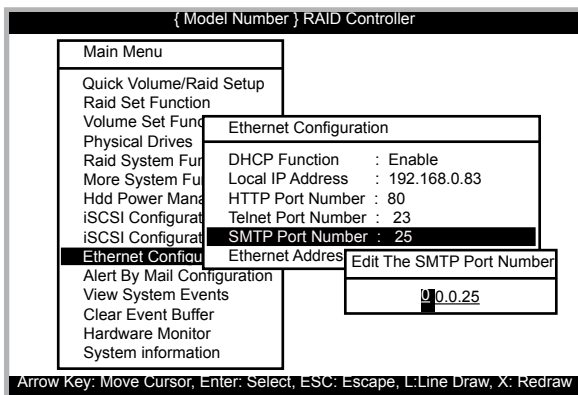 { Model Number } RAID Controller
Main Menu
Quick Volume/Raid Setup
Raid Set Function
Volume Set Func
Physical Drives
Raid System Fun
More System Fu
Hdd Power Mana
iSCSI Configurat
iSCSI Configurat
Ethernet Configu
Alert By Mail Configuration
View System Events
Clear Event Buffer
Hardware Monitor
System information
Ethernet Configuration
DHCP Function : Enable
Local IP Address : 192.168.0.83
HTTP Port Number : 80
Telnet Port Number : 23
SMTP Port Number : 25
Ethernet Addres
Edit The SMTP Port Number
0 0.0.25
Arrow Key: Move Cursor, Enter: Select, ESC: Escape, L:Line Draw, X: Redraw